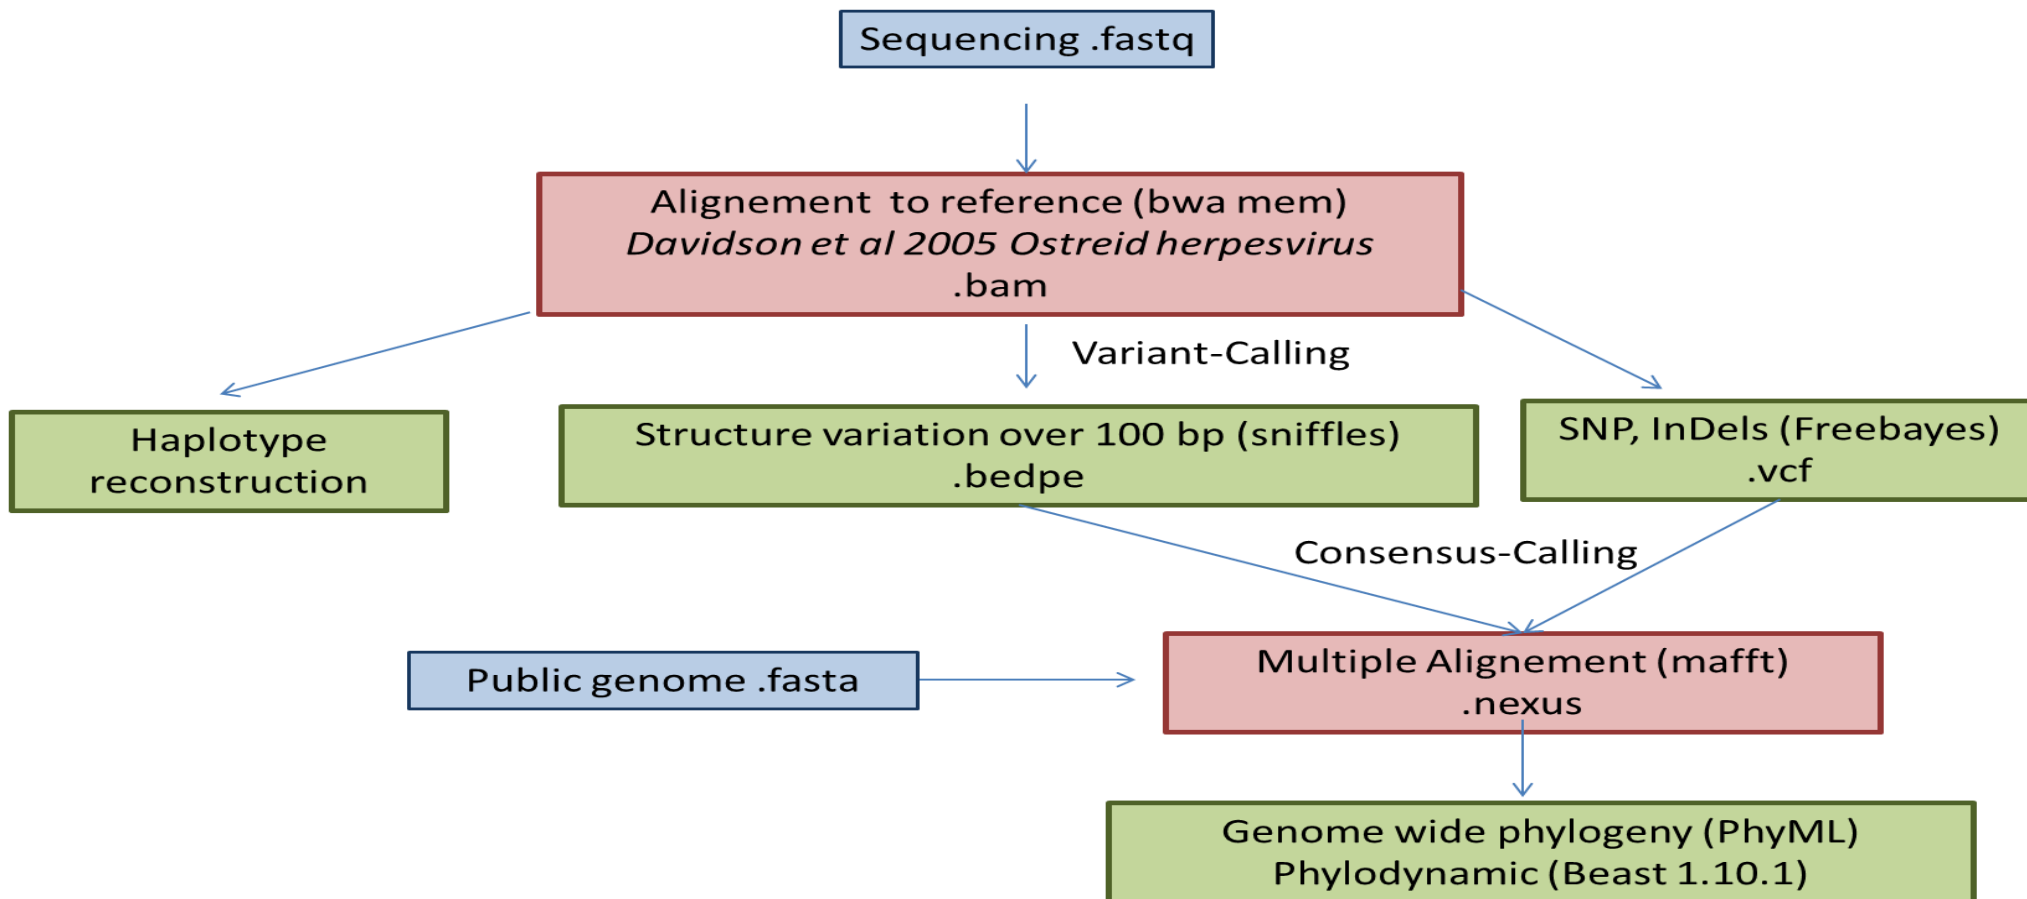 Sequencing .fastq
Alignement to reference (bwa mem)
Davidson et al 2005 Ostreid herpesvirus
.bam
Variant-Calling
Haplotype
reconstruction
Structure variation over 100 bp (sniffles)
.bedpe
SNP, InDels (Freebayes)
.vcf
Consensus-Calling
Public genome .fasta
Multiple Alignement (mafft)
.nexus
Genome wide phylogeny (PhyML)
Phylodynamic (Beast 1.10.1)